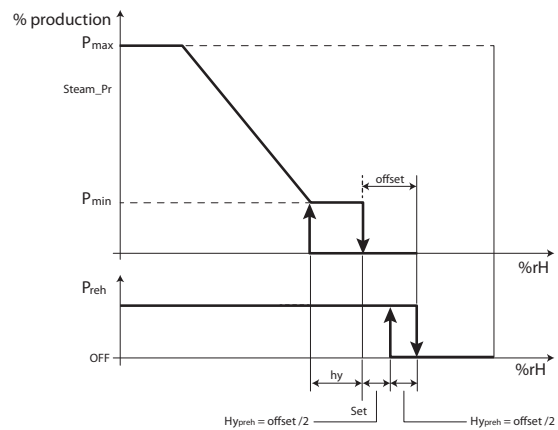 % production
Pmax
Steam_Pr
offset
Pmin
%rH
Preh
OFF
%rH
hy
Set
Hypreh = offset /2
Hypreh = offset /2